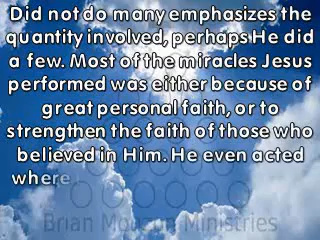 Did not do many emphasizes the
quantity involved, perhaps He did
a few. Most of the miracles Jesus
performed was either because of
great personal faith, or to
strengthen the faith of those who
believed in Him. He even acted
where
Brian Morgan Ministries